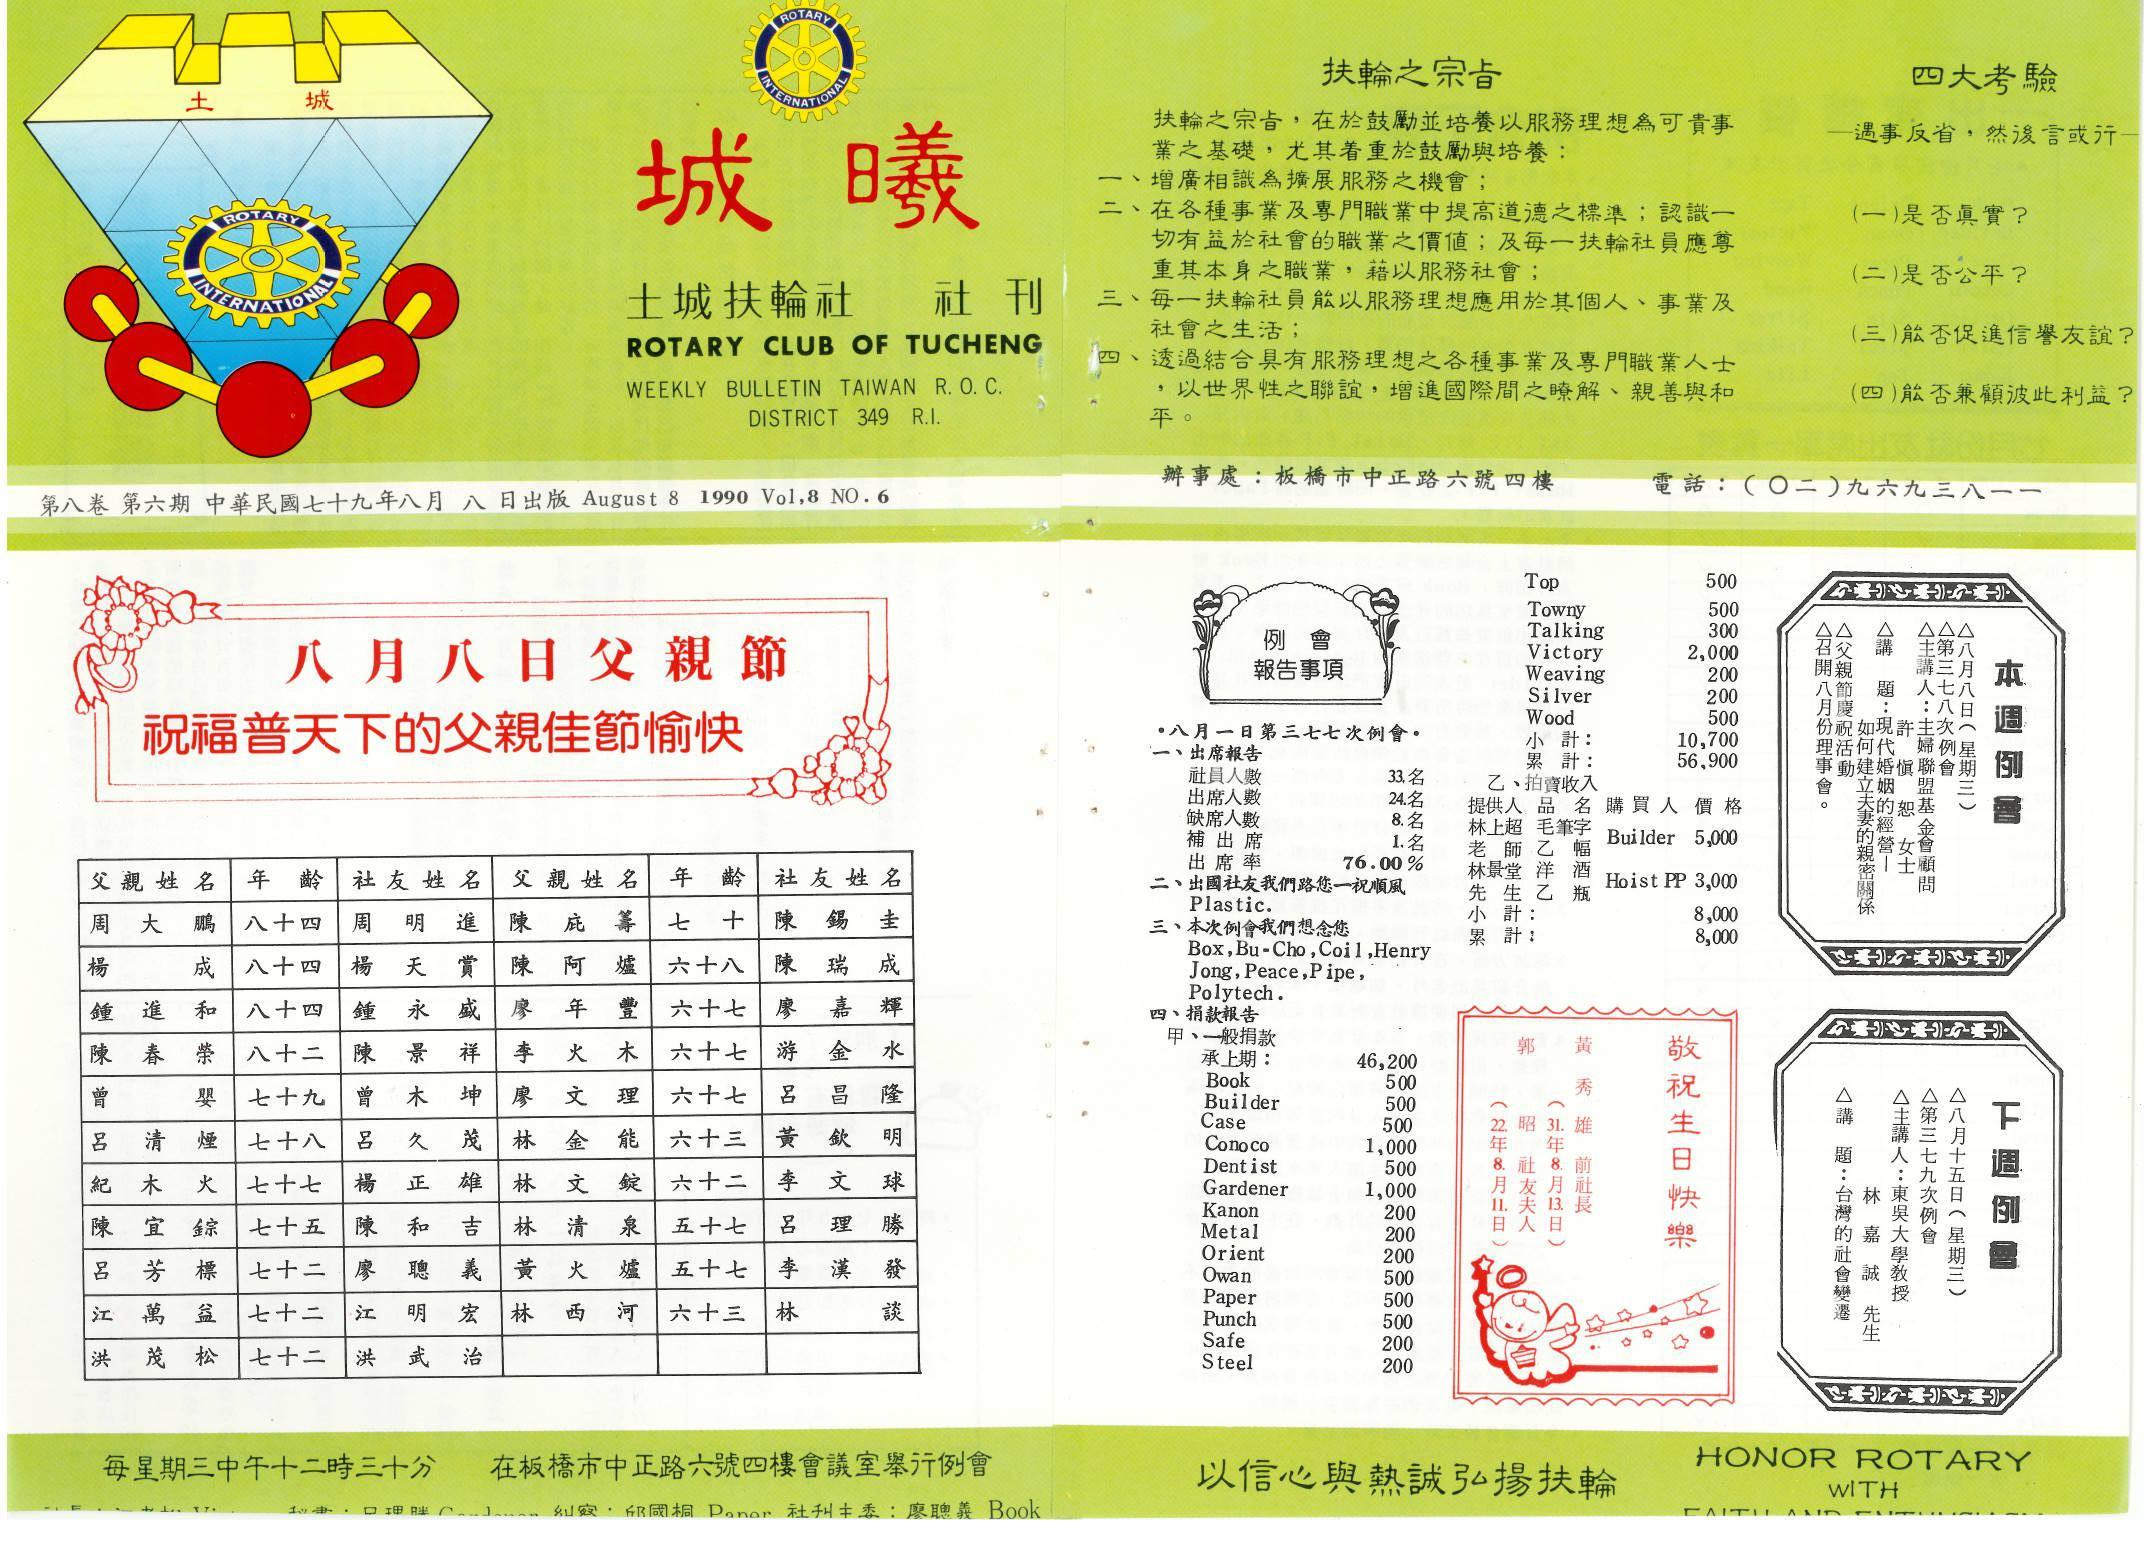 土 城
ROTARY
INTERNATIONAL
ROTARY
INTERNATIONAL
城 曦
土城扶輪社 社刊
ROTARY CLUB OF TUCHENG
WEEKLY BULLETIN TAIWAN R.O.C.
DISTRICT 349 R.I.
第八卷 第六期 中華民國七十九年八月 八 日出版 August 8 1990 Vol,8 NO.6
扶輪之宗旨
扶輪之宗旨，在於鼓勵並培養以服務理想為可貴事
業之基礎，尤其着重於鼓勵與培養：
一、增廣相識為擴展服務之機會；
二、在各種事業及專門職業中提高道德之標準；認識一
切有益於社會的職業之價值；及每一扶輪社員應尊
重其本身之職業，藉以服務社會；
三、每一扶輪社員能以服務理想應用於其個人、事業及
社會之生活；
四、透過結合具有服務理想之各種事業及專門職業人士
，以世界性之聯誼，增進國際間之瞭解、親善與和
平。
四大考驗
—遇事反省，然後言或行—
(一)是否真實？
(二)是否公平？
(三)能否促進信譽友誼？
(四)能否兼顧彼此利益？
辦事處：板橋市中正路六號四樓 電話：(〇二)九六九三八一一
八月八日父親節
祝福普天下的父親佳節愉快
父親姓名 年齡 社友姓名 父親姓名 年齡 社友姓名
周大鵬 八十四 周明進 陳庇籌 七十 陳錫圭
楊成 八十四 楊天賞 陳阿爐 六十八 陳瑞成
鍾進和 八十四 鍾永盛 廖年豐 六十七 廖嘉輝
陳春榮 八十二 陳景祥 李火木 六十七 游金水
曾嬰 七十九 曾木坤 廖文理 六十七 呂昌隆
呂清煙 七十八 呂久茂 林金能 六十三 黃欽明
紀木火 七十七 楊正雄 林文錠 六十二 李文球
陳宜錝 七十五 陳和吉 林清泉 五十七 呂理勝
呂芳標 七十二 廖聰義 黃火爐 五十七 李漢發
江萬益 七十二 江明宏 林西河 六十三 林談
洪茂松 七十二 洪武治
例會
報告事項
•八月一日第三七七次例會•
一、出席報告
社員人數 33.名
出席人數 24.名
缺席人數 8.名
補出席 1.名
出席率 76.00%
二、出國社友我們路您一祝順風
Plastic.
三、本次例會我們想念您
Box,Bu-Cho,Coil,Henry
Jong,Peace,Pipe,
Polytech.
四、捐款報告
甲、一般捐款
承上期： 46,200
Book 500
Builder 500
Case 500
Conoco 1,000
Dentist 500
Gardener 1,000
Kanon 200
Metal 200
Orient 200
Owan 500
Paper 500
Punch 500
Safe 200
Steel 200
Top 500
Towny 500
Talking 300
Victory 2,000
Weaving 200
Silver 200
Wood 500
小計： 10,700
累計： 56,900
乙、拍賣收入
提供人 品名 購買人 價格
林上超 毛筆字
老師 乙幅 Builder 5,000
林景堂 洋酒
先生 乙瓶 Hoist PP 3,000
小計： 8,000
累計： 8,000
敬祝生日快樂
黃秀雄前社長
(31.年8.月13.日)
郭昭社友夫人
(22.年8.月11.日)
本週例會
△八月八日(星期三)
△第三七八次例會
△主講人：主婦聯盟基金會顧問
許慎恕女士
△講題：現代婚姻的經營—
如何建立夫妻的親密關係
△父親節慶祝活動
△召開八月份理事會。
下週例會
△八月十五日(星期三)
△第三七九次例會
△主講人：東吳大學教授
林嘉誠先生
△講題：台灣的社會變遷
每星期三中午十二時三十分 在板橋市中正路六號四樓會議室舉行例會
秘書：呂理勝 Gardener 糾察：邱國桐 Paper 社刊主委：廖聰義 Book
以信心與熱誠弘揚扶輪
HONOR ROTARY
WITH
FAITH AND ENTHUSIASM